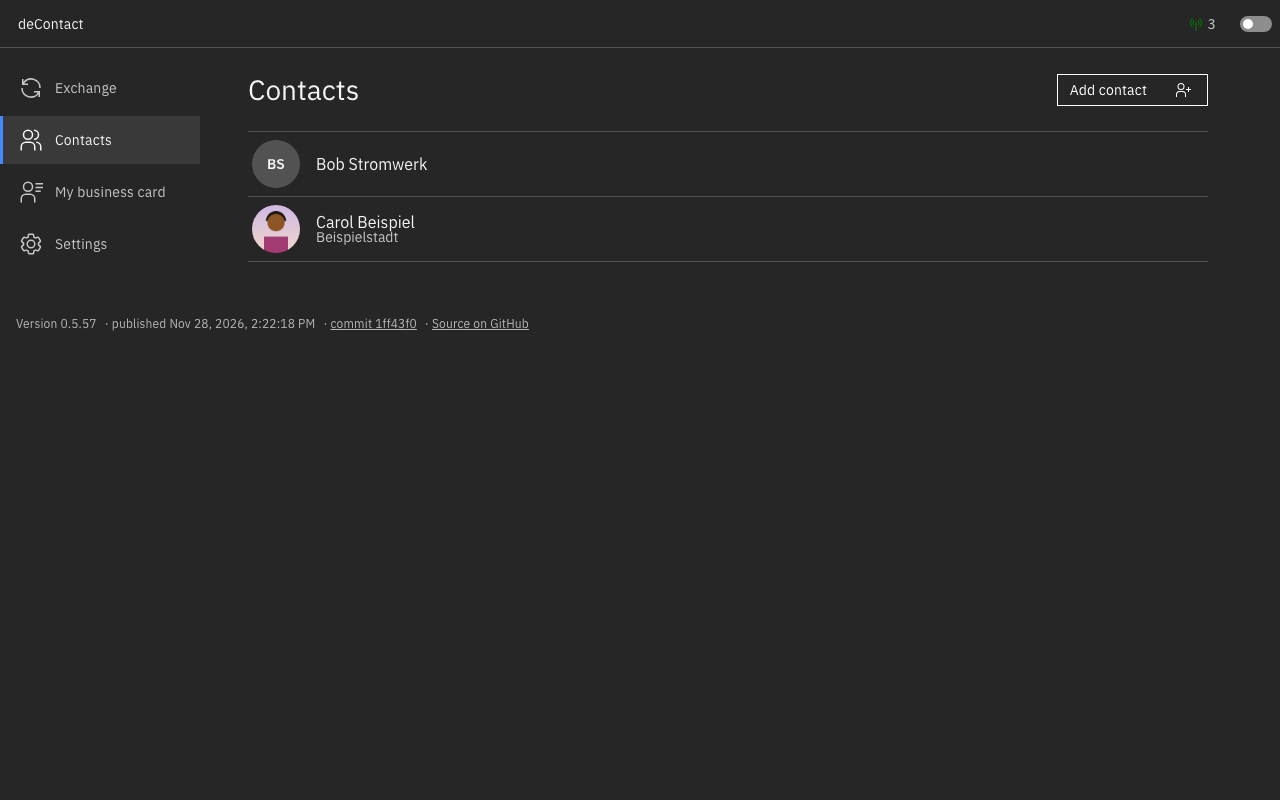 deContact
3
Exchange
Contacts
My business card
Settings
Contacts
Add contact
BS
Bob Stromwerk
Carol Beispiel
Beispielstadt
Version 0.5.57 · published Nov 28, 2026, 2:22:18 PM · commit 1ff43f0 · Source on GitHub